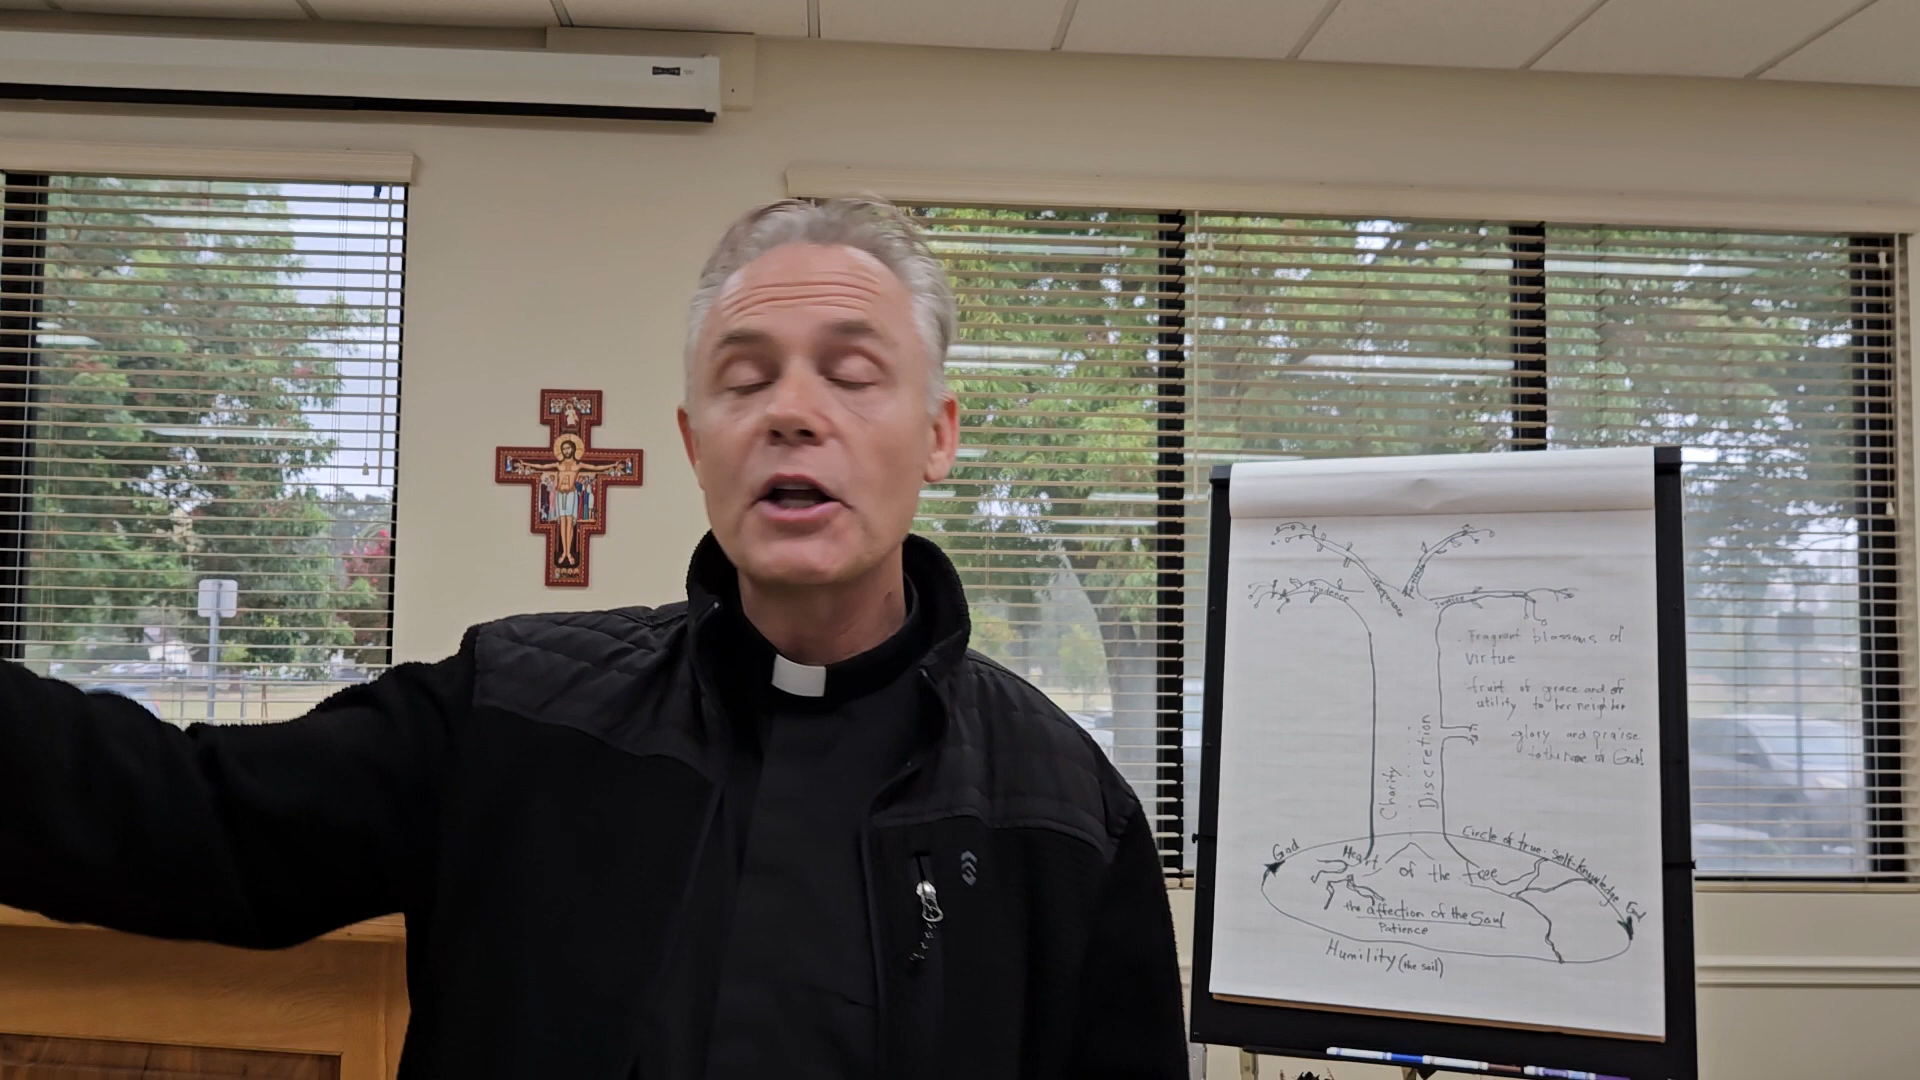 Prudence
Temperance
Justice
Fragrant blossoms of
virtue
fruit of grace and of
utility to her neighbor
glory and praise
to the name of God!
Charity
Discretion
Circle of true self-knowledge
God
God
Heart
of the tree
the affection of the Soul
Patience
Humility (the soil)